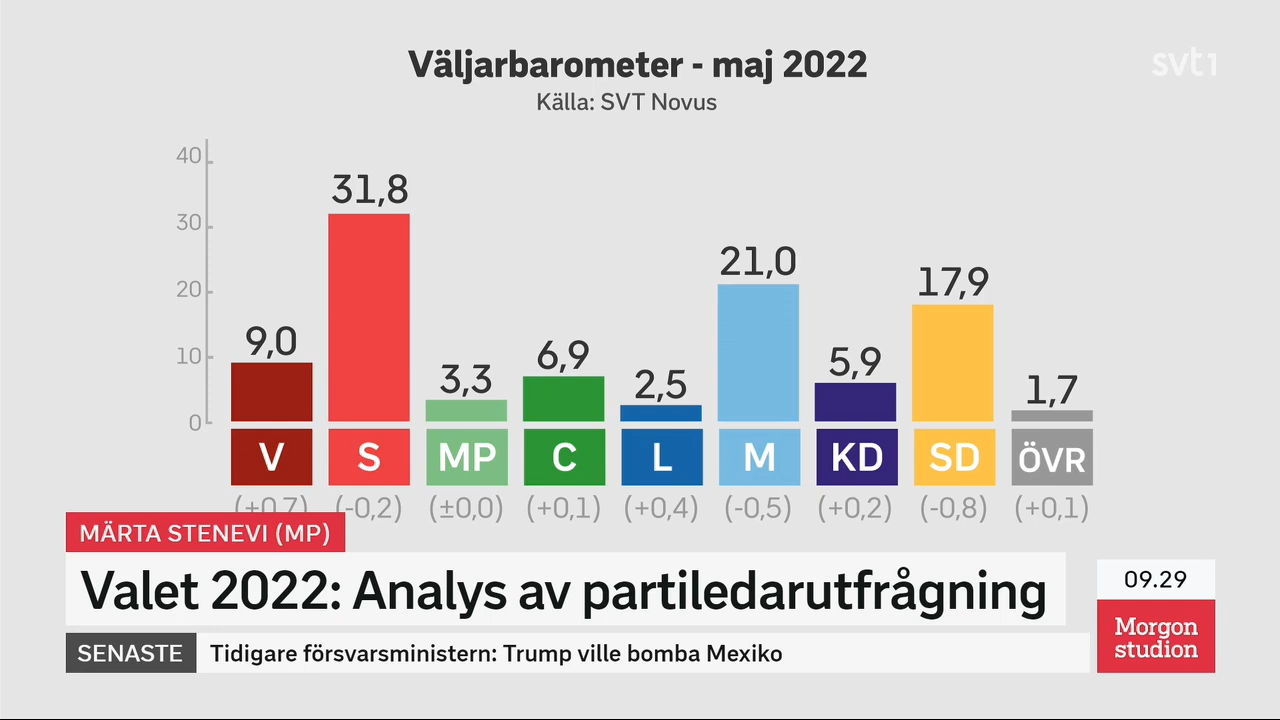 Väljarbarometer - maj 2022
Källa: SVT Novus
svt1
40
30
20
10
0
9,0
31,8
3,3
6,9
2,5
21,0
5,9
17,9
1,7
V
S
MP
C
L
M
KD
SD
ÖVR
(+0,7)
(-0,2)
(±0,0)
(+0,1)
(+0,4)
(-0,5)
(+0,2)
(-0,8)
(+0,1)
MÄRTA STENEVI (MP)
Valet 2022: Analys av partiledarutfrågning
09.29
Morgon
studion
SENASTE
Tidigare försvarsministern: Trump ville bomba Mexiko